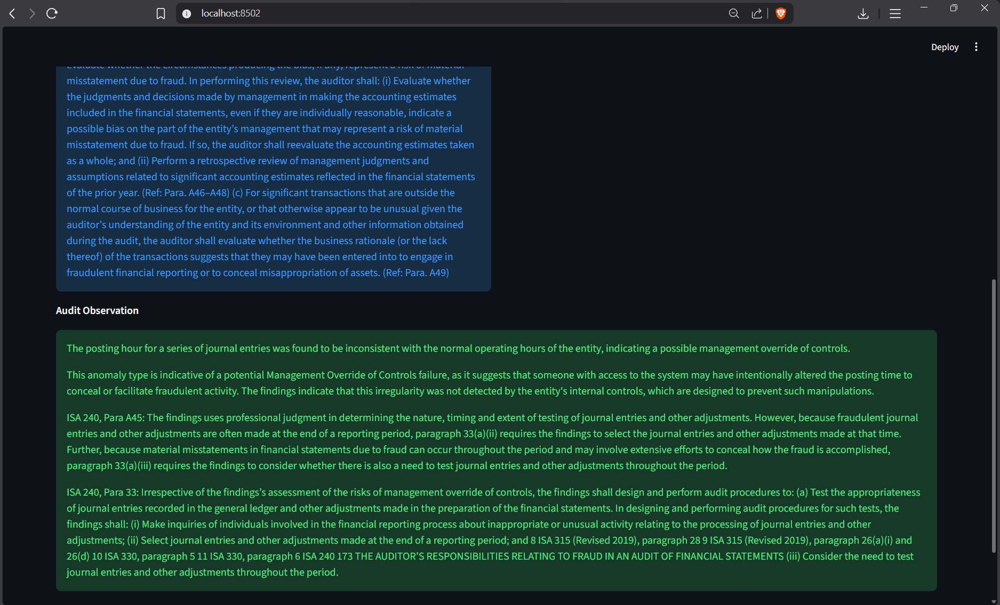 localhost:8502
Deploy
evaluate whether the circumstances producing the bias, if any, represent a risk of material
misstatement due to fraud. In performing this review, the auditor shall: (i) Evaluate whether
the judgments and decisions made by management in making the accounting estimates
included in the financial statements, even if they are individually reasonable, indicate a
possible bias on the part of the entity’s management that may represent a risk of material
misstatement due to fraud. If so, the auditor shall reevaluate the accounting estimates taken
as a whole; and (ii) Perform a retrospective review of management judgments and
assumptions related to significant accounting estimates reflected in the financial statements
of the prior year. (Ref: Para. A46–A48) (c) For significant transactions that are outside the
normal course of business for the entity, or that otherwise appear to be unusual given the
auditor’s understanding of the entity and its environment and other information obtained
during the audit, the auditor shall evaluate whether the business rationale (or the lack
thereof) of the transactions suggests that they may have been entered into to engage in
fraudulent financial reporting or to conceal misappropriation of assets. (Ref: Para. A49)
Audit Observation
The posting hour for a series of journal entries was found to be inconsistent with the normal operating hours of the entity, indicating a possible management override of controls.
This anomaly type is indicative of a potential Management Override of Controls failure, as it suggests that someone with access to the system may have intentionally altered the posting time to
conceal or facilitate fraudulent activity. The findings indicate that this irregularity was not detected by the entity's internal controls, which are designed to prevent such manipulations.
ISA 240, Para A45: The findings uses professional judgment in determining the nature, timing and extent of testing of journal entries and other adjustments. However, because fraudulent journal
entries and other adjustments are often made at the end of a reporting period, paragraph 33(a)(ii) requires the findings to select the journal entries and other adjustments made at that time.
Further, because material misstatements in financial statements due to fraud can occur throughout the period and may involve extensive efforts to conceal how the fraud is accomplished,
paragraph 33(a)(iii) requires the findings to consider whether there is also a need to test journal entries and other adjustments throughout the period.
ISA 240, Para 33: Irrespective of the findings’s assessment of the risks of management override of controls, the findings shall design and perform audit procedures to: (a) Test the appropriateness
of journal entries recorded in the general ledger and other adjustments made in the preparation of the financial statements. In designing and performing audit procedures for such tests, the
findings shall: (i) Make inquiries of individuals involved in the financial reporting process about inappropriate or unusual activity relating to the processing of journal entries and other
adjustments; (ii) Select journal entries and other adjustments made at the end of a reporting period; and 8 ISA 315 (Revised 2019), paragraph 28 9 ISA 315 (Revised 2019), paragraph 26(a)(i) and
26(d) 10 ISA 330, paragraph 5 11 ISA 330, paragraph 6 ISA 240 173 THE AUDITOR’S RESPONSIBILITIES RELATING TO FRAUD IN AN AUDIT OF FINANCIAL STATEMENTS (iii) Consider the need to test
journal entries and other adjustments throughout the period.